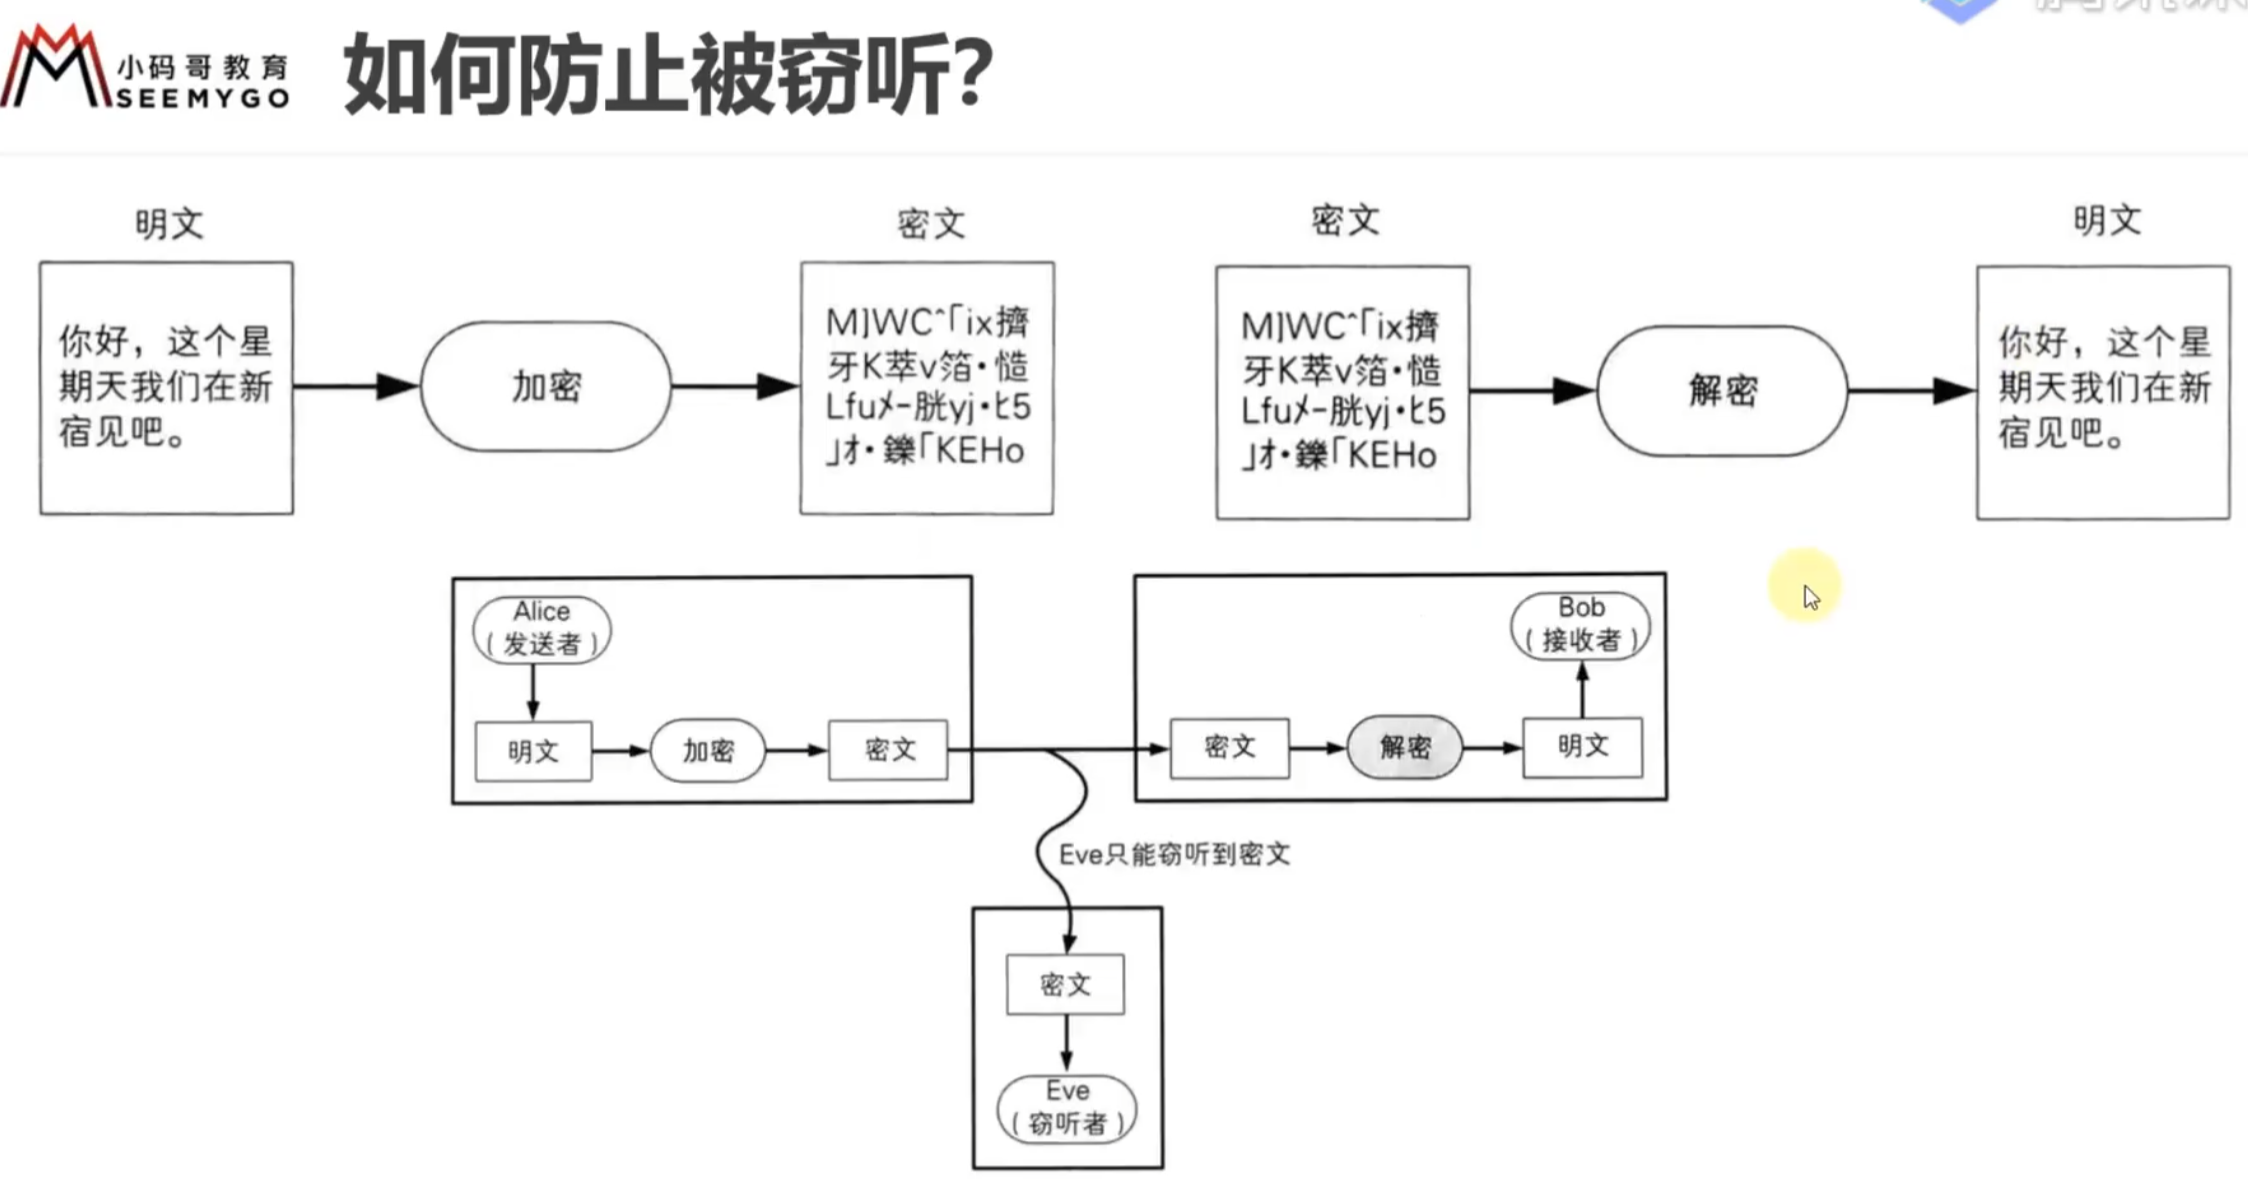 小码哥教育
SEEMYGO
如何防止被窃听?
明文
密文
密文
明文
你好，这个星
期天我们在新
宿见吧。
加密
M]WC^｢ix擠
牙K萃v箔･慥
Lfuﾒ-胱yj･ﾋ5
｣ｵ･鑠｢KEHo
M]WC^｢ix擠
牙K萃v箔･慥
Lfuﾒ-胱yj･ﾋ5
｣ｵ･鑠｢KEHo
解密
你好，这个星
期天我们在新
宿见吧。
Alice
（发送者）
明文
加密
密文
Bob
（接收者）
密文
解密
明文
Eve只能窃听到密文
密文
Eve
（窃听者）